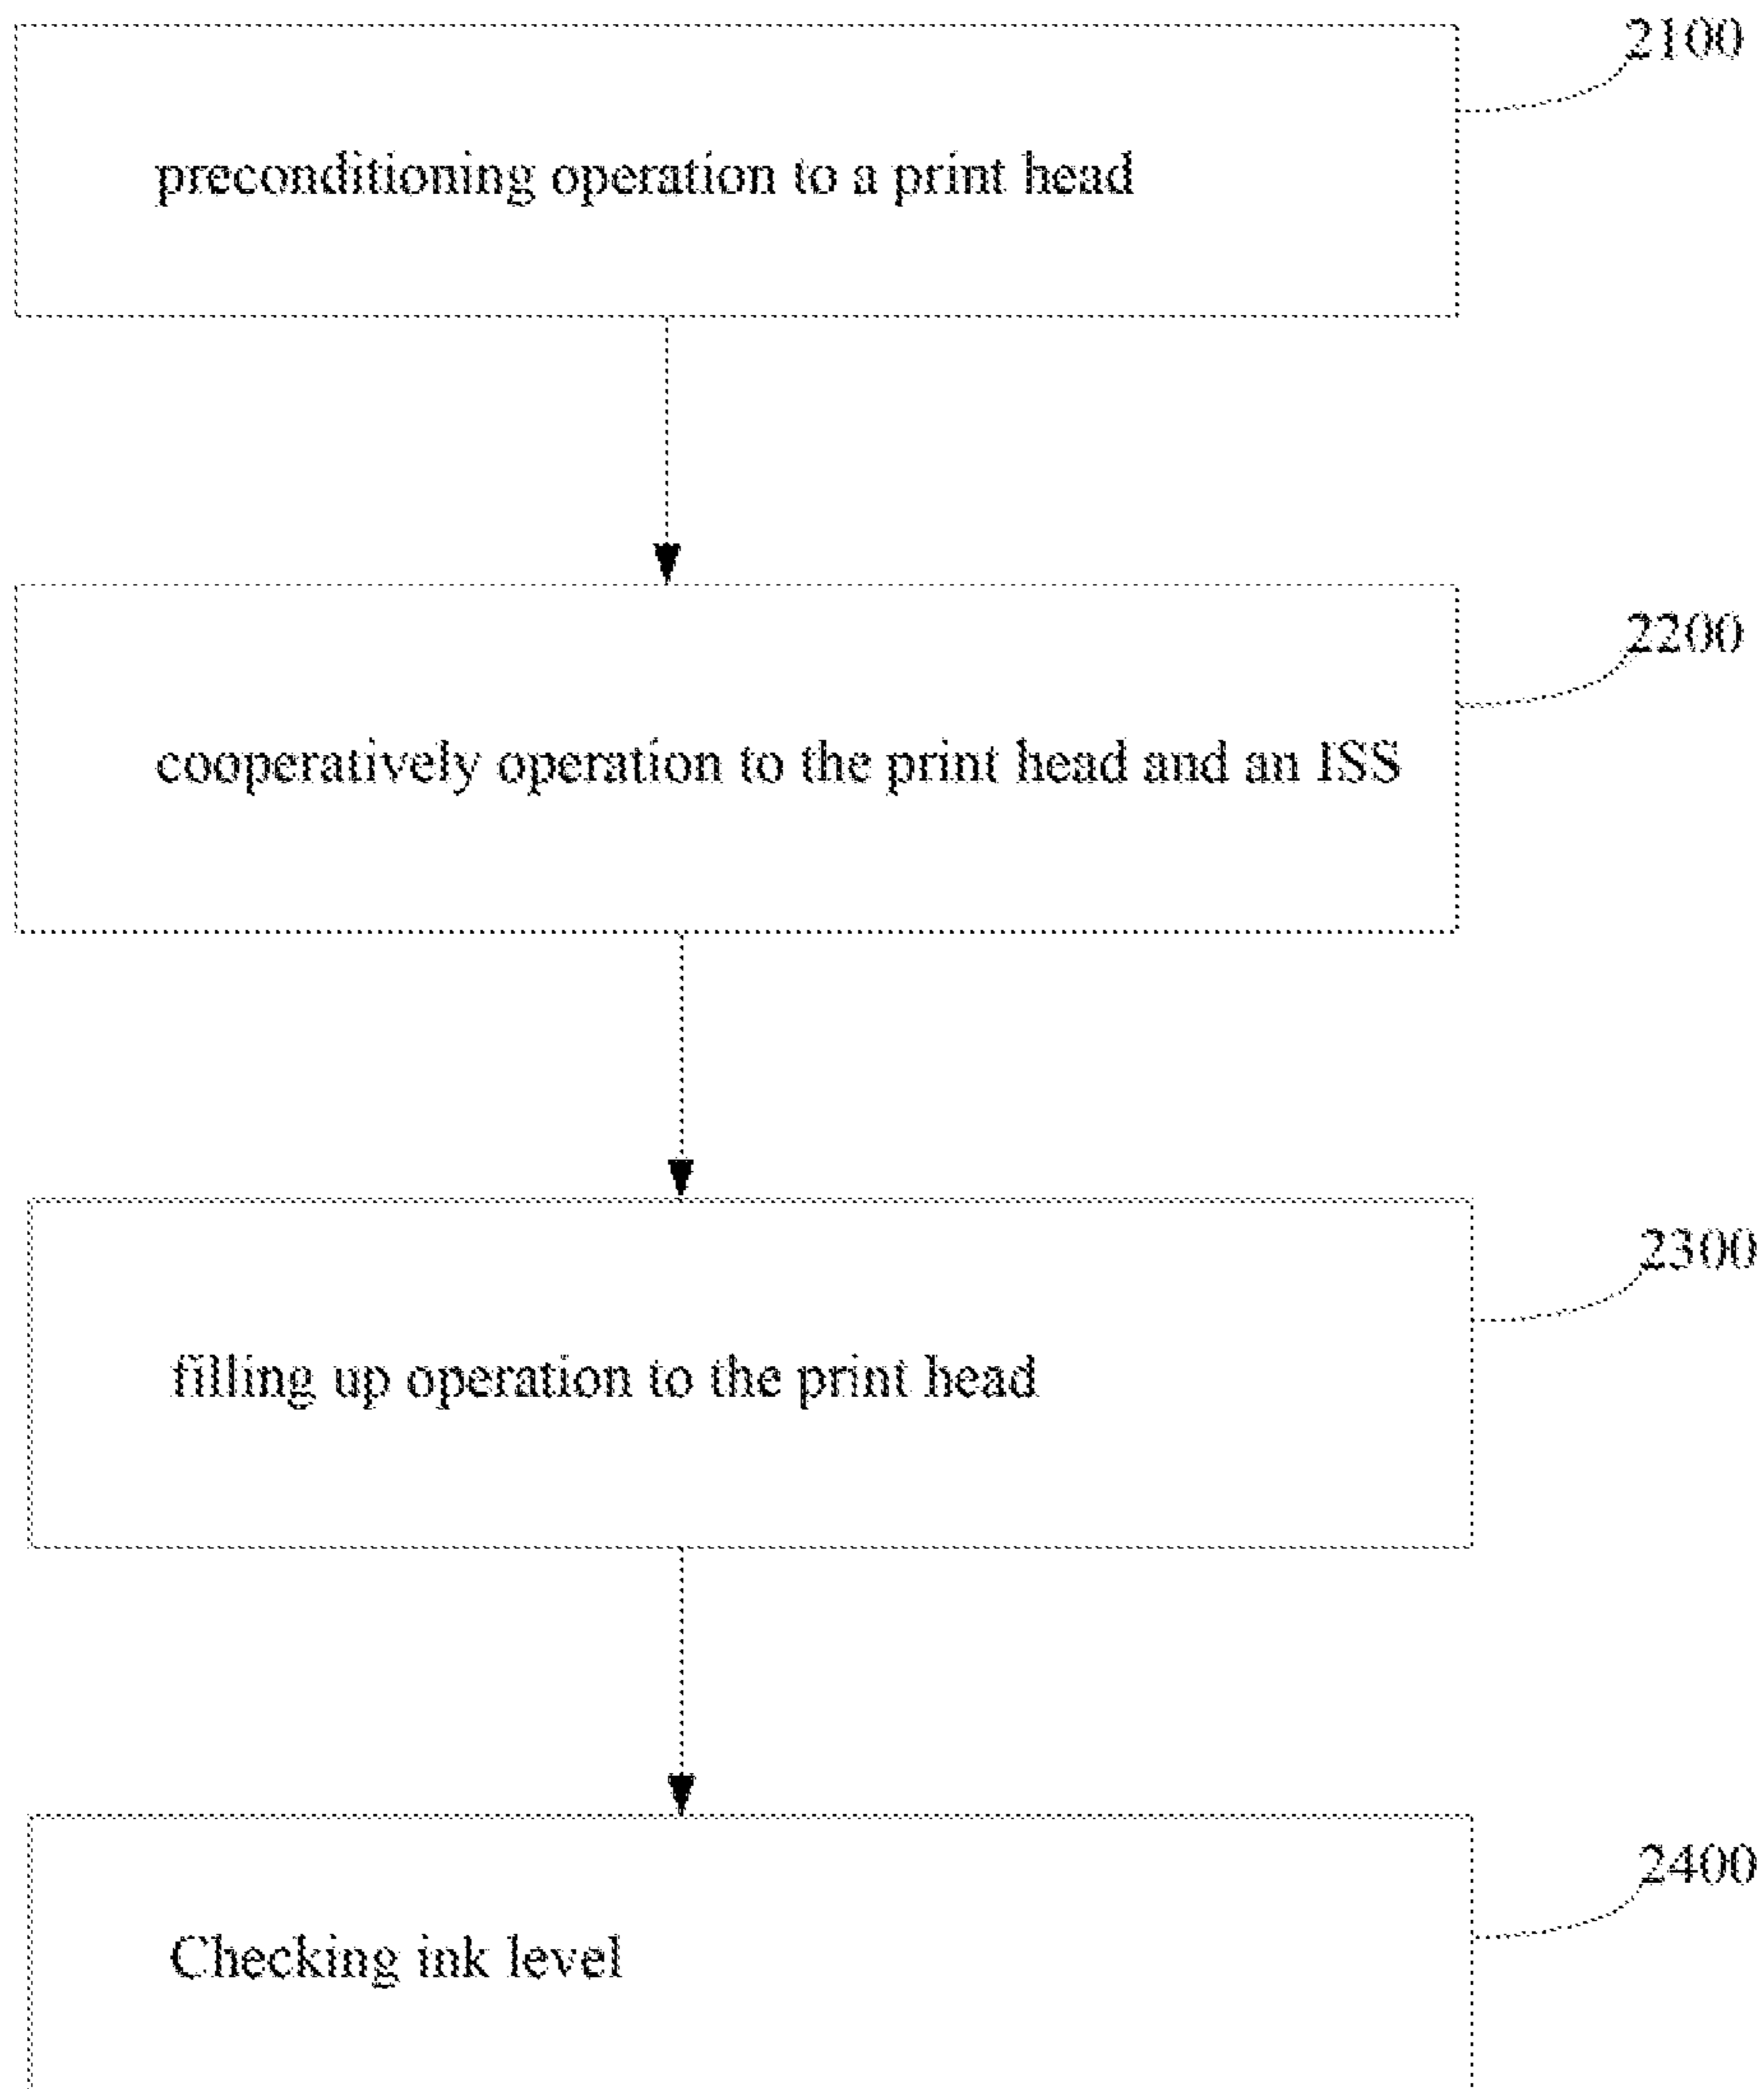 2100
preconditioning operation to a print head
2200
cooperatively operation to the print head and an ISS
2300
filling up operation to the print head
2400
Checking ink level